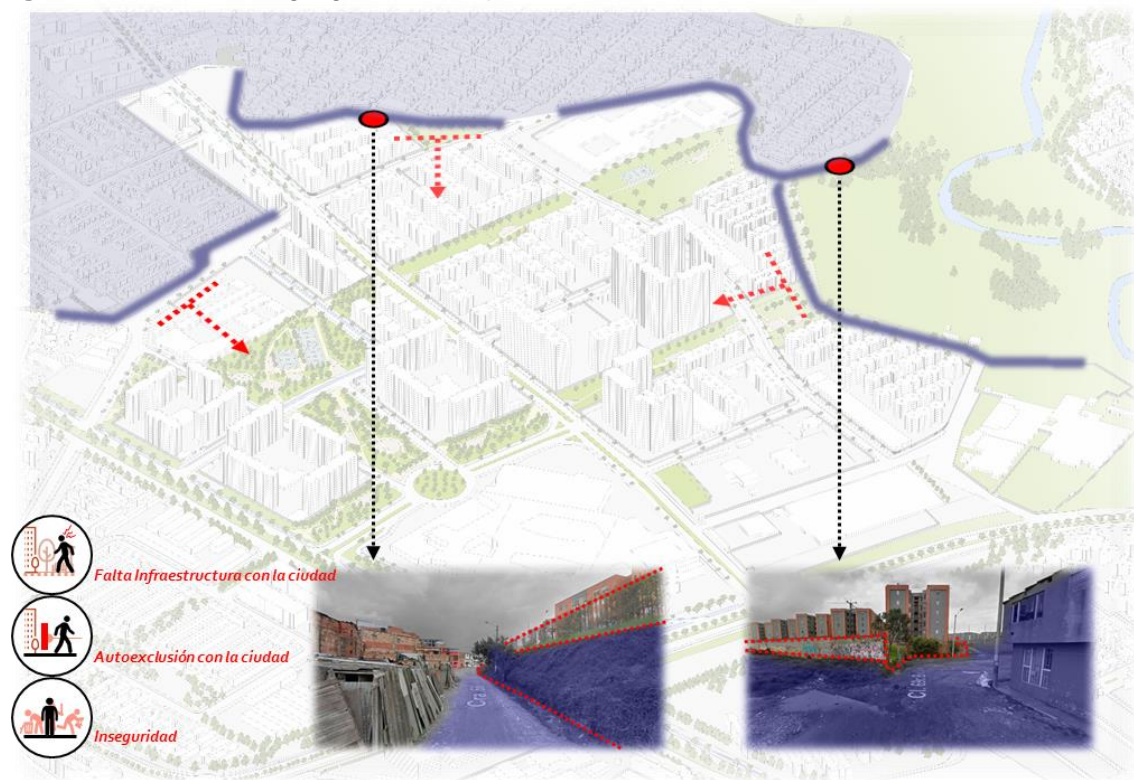 Falta Infraestructura con la ciudad
Autoexclusión con la ciudad
Inseguridad